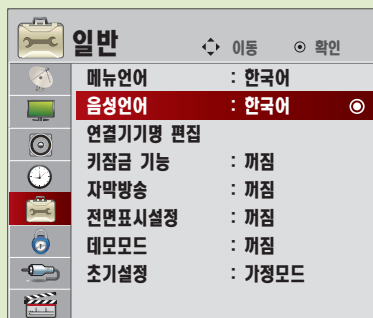 일반 이동 확인
메뉴언어 : 한국어
음성언어 : 한국어
연결기기명 편집
키잠금 기능 : 꺼짐
자막방송 : 꺼짐
전면표시설정 : 꺼짐
데모모드 : 꺼짐
초기설정 : 가정모드